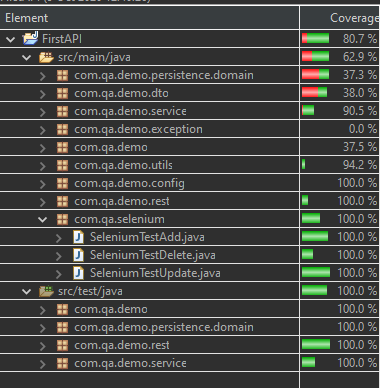 Element Coverage
FirstAPI 80.7 %
src/main/java 62.9 %
com.qa.demo.persistence.domain 37.3 %
com.qa.demo.dto 38.0 %
com.qa.demo.service 90.5 %
com.qa.demo.exception 0.0 %
com.qa.demo 37.5 %
com.qa.demo.utils 94.2 %
com.qa.demo.config 100.0 %
com.qa.demo.rest 100.0 %
com.qa.selenium 100.0 %
SeleniumTestAdd.java 100.0 %
SeleniumTestDelete.java 100.0 %
SeleniumTestUpdate.java 100.0 %
src/test/java 100.0 %
com.qa.demo 100.0 %
com.qa.demo.persistence.domain 100.0 %
com.qa.demo.rest 100.0 %
com.qa.demo.service 100.0 %